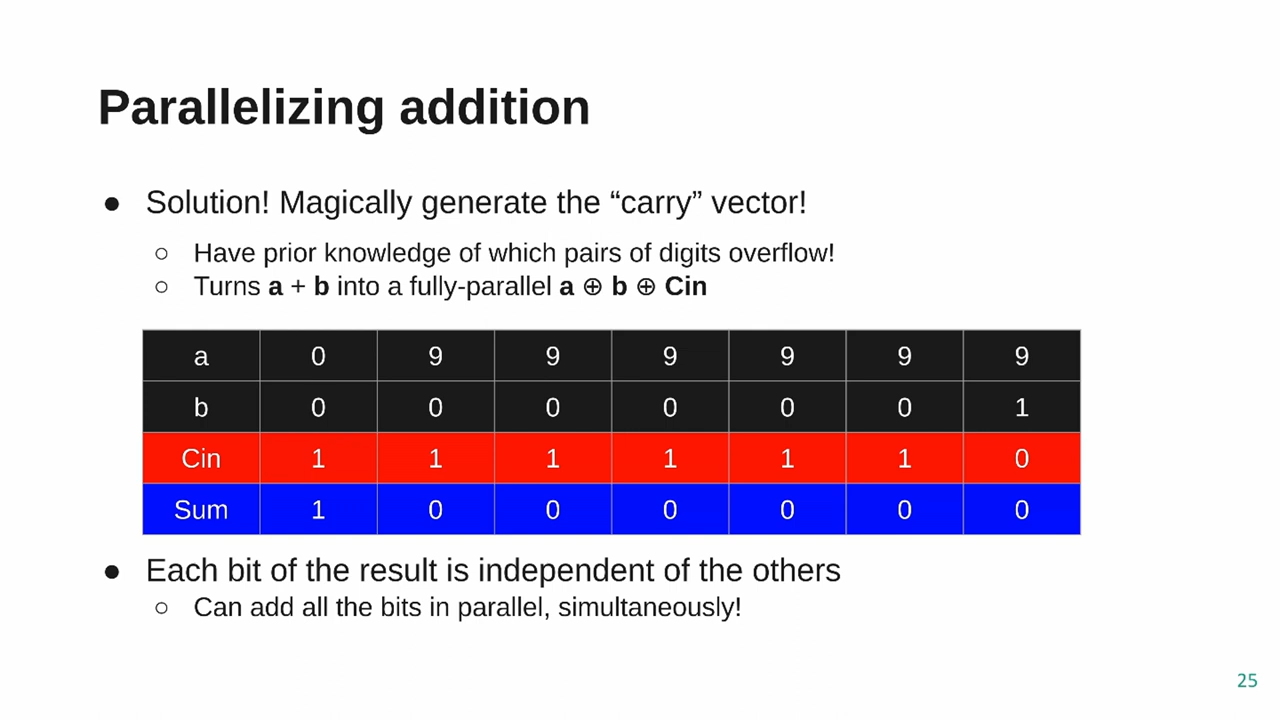 Parallelizing addition
● Solution! Magically generate the “carry” vector!
○ Have prior knowledge of which pairs of digits overflow!
○ Turns a + b into a fully-parallel a ⊕ b ⊕ Cin
a 0 9 9 9 9 9 9
b 0 0 0 0 0 0 1
Cin 1 1 1 1 1 1 0
Sum 1 0 0 0 0 0 0
● Each bit of the result is independent of the others
○ Can add all the bits in parallel, simultaneously!
25